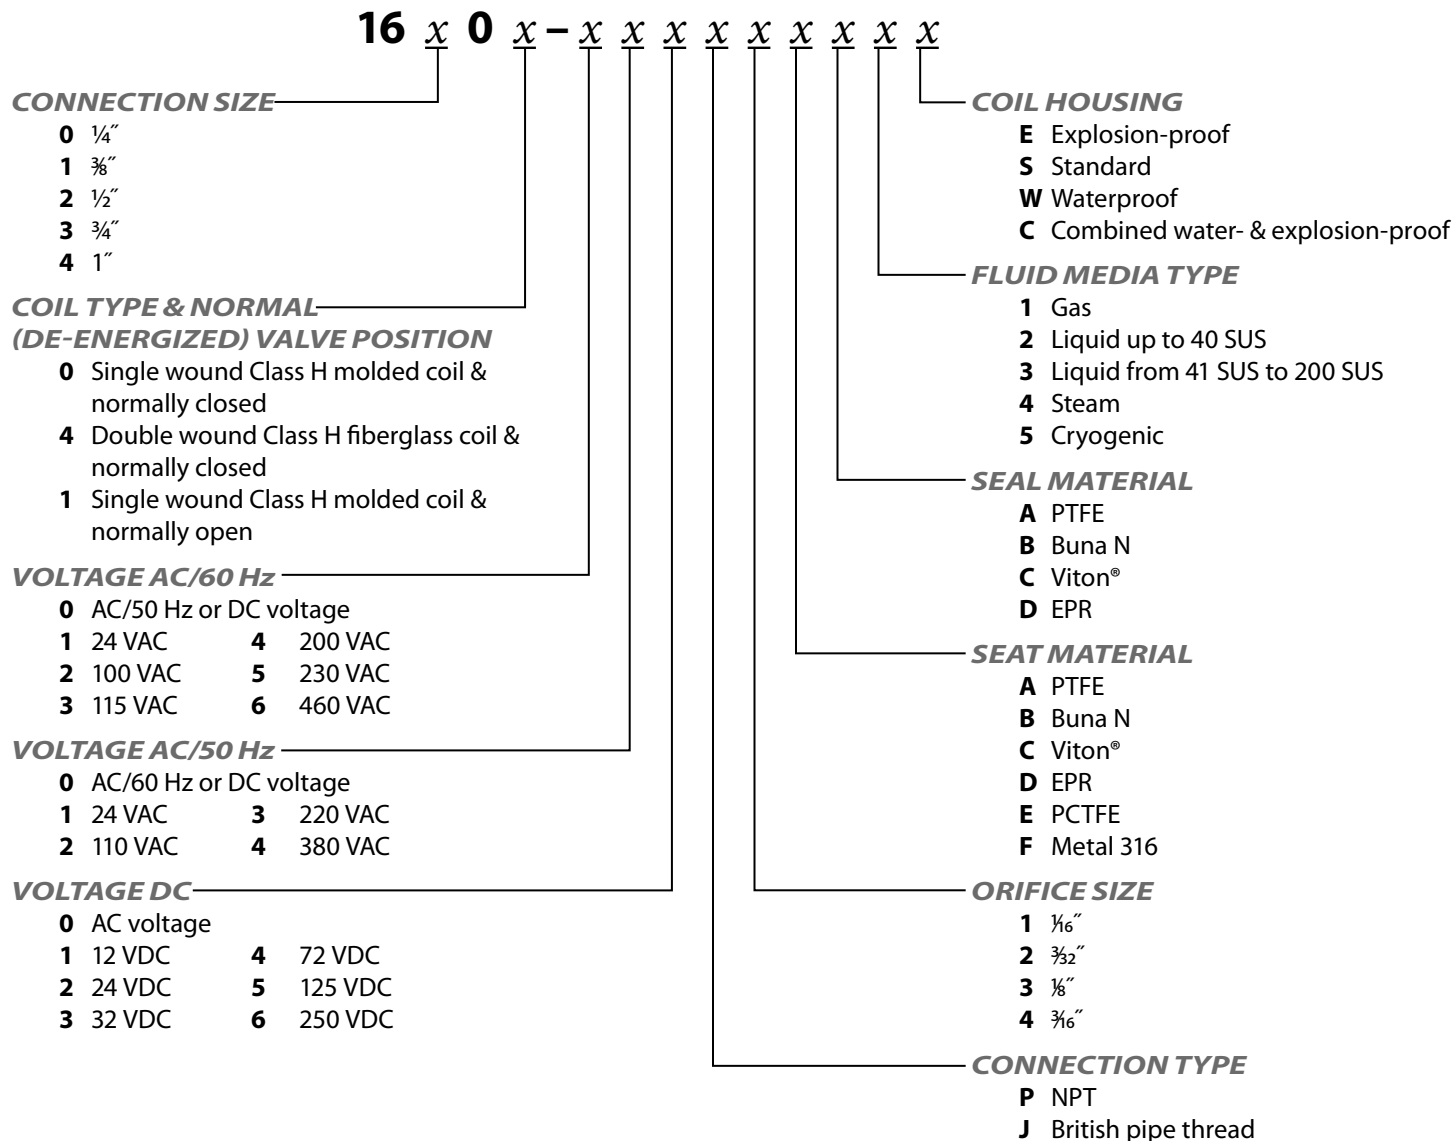 16 x 0 x – x x x x x x x x x
CONNECTION SIZE
0 ¼˝
1 ⅜˝
2 ½˝
3 ¾˝
4 1˝
COIL TYPE & NORMAL
(DE-ENERGIZED) VALVE POSITION
0 Single wound Class H molded coil &
normally closed
4 Double wound Class H fiberglass coil &
normally closed
1 Single wound Class H molded coil &
normally open
VOLTAGE AC/60 Hz
0 AC/50 Hz or DC voltage
1 24 VAC 4 200 VAC
2 100 VAC 5 230 VAC
3 115 VAC 6 460 VAC
VOLTAGE AC/50 Hz
0 AC/60 Hz or DC voltage
1 24 VAC 3 220 VAC
2 110 VAC 4 380 VAC
VOLTAGE DC
0 AC voltage
1 12 VDC 4 72 VDC
2 24 VDC 5 125 VDC
3 32 VDC 6 250 VDC
COIL HOUSING
E Explosion-proof
S Standard
W Waterproof
C Combined water- & explosion-proof
FLUID MEDIA TYPE
1 Gas
2 Liquid up to 40 SUS
3 Liquid from 41 SUS to 200 SUS
4 Steam
5 Cryogenic
SEAL MATERIAL
A PTFE
B Buna N
C Viton®
D EPR
SEAT MATERIAL
A PTFE
B Buna N
C Viton®
D EPR
E PCTFE
F Metal 316
ORIFICE SIZE
1 1⁄16˝
2 3⁄32˝
3 ⅛˝
4 3⁄16˝
CONNECTION TYPE
P NPT
J British pipe thread